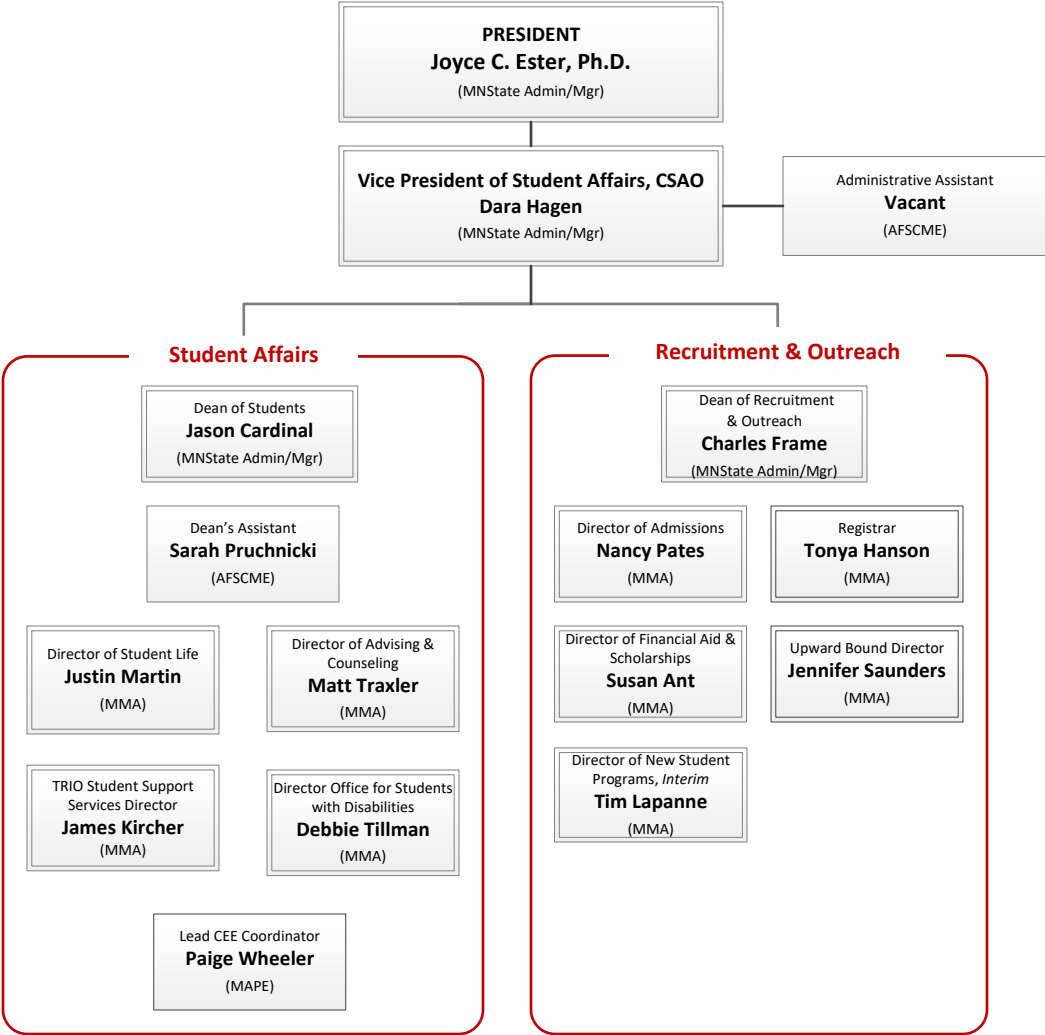 PRESIDENT
Joyce C. Ester, Ph.D.
(MNState Admin/Mgr)
Vice President of Student Affairs, CSAO
Dara Hagen
(MNState Admin/Mgr)
Administrative Assistant
Vacant
(AFSCME)
Student Affairs
Dean of Students
Jason Cardinal
(MNState Admin/Mgr)
Dean’s Assistant
Sarah Pruchnicki
(AFSCME)
Director of Student Life
Justin Martin
(MMA)
Director of Advising &
Counseling
Matt Traxler
(MMA)
TRIO Student Support
Services Director
James Kircher
(MMA)
Director Office for Students
with Disabilities
Debbie Tillman
(MMA)
Lead CEE Coordinator
Paige Wheeler
(MAPE)
Recruitment & Outreach
Dean of Recruitment
& Outreach
Charles Frame
(MNState Admin/Mgr)
Director of Admissions
Nancy Pates
(MMA)
Registrar
Tonya Hanson
(MMA)
Director of Financial Aid &
Scholarships
Susan Ant
(MMA)
Upward Bound Director
Jennifer Saunders
(MMA)
Director of New Student
Programs, Interim
Tim Lapanne
(MMA)